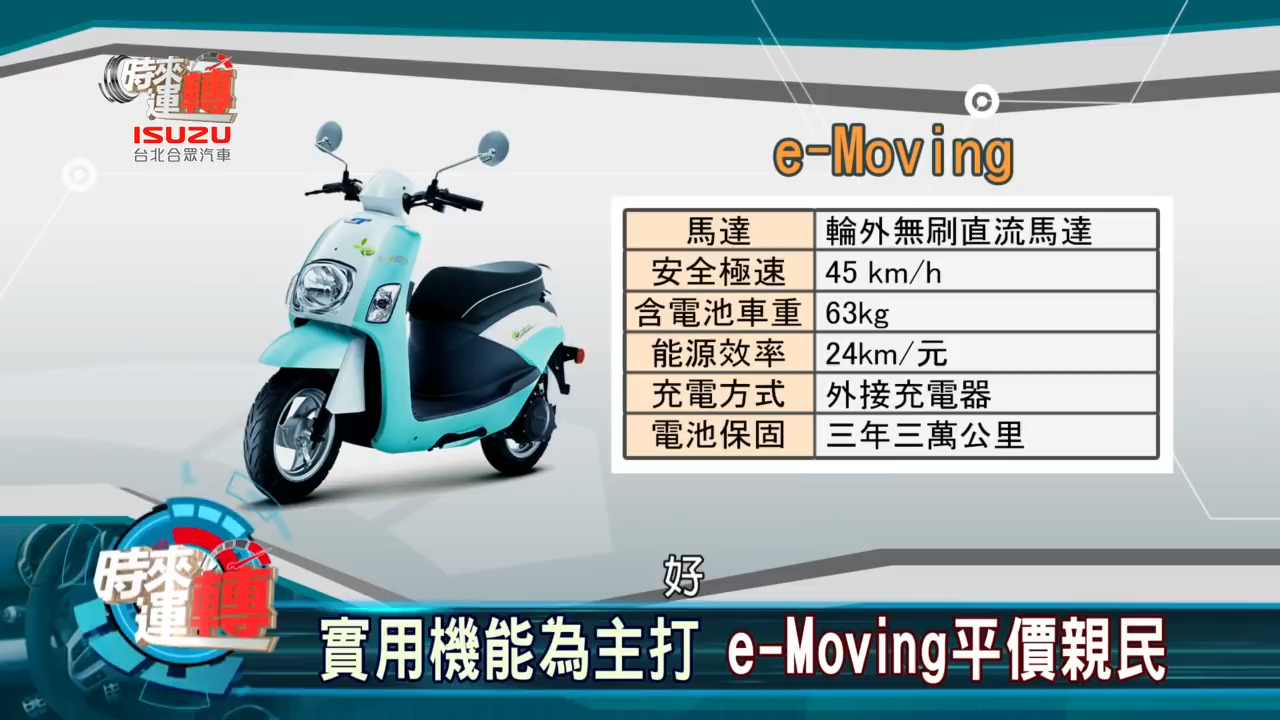 時來運轉
ISUZU
台北合眾汽車
e-Moving
馬達 輪外無刷直流馬達
安全極速 45 km/h
含電池車重 63kg
能源效率 24km/元
充電方式 外接充電器
電池保固 三年三萬公里
好
時來運轉
實用機能為主打 e-Moving平價親民